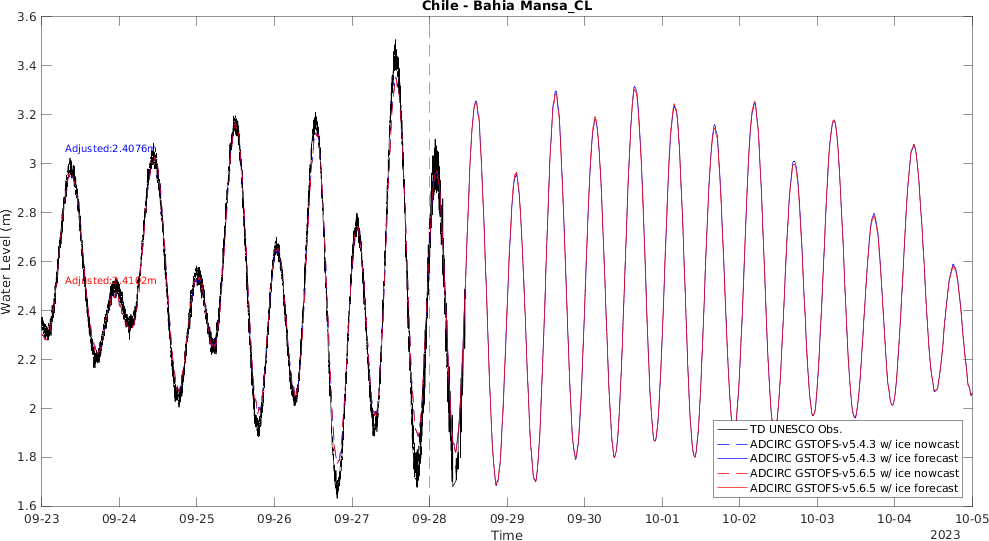 Chile - Bahia Mansa_CL
3.6
3.4
3.2
3
2.8
2.6
2.4
2.2
2
1.8
1.6
Water Level (m)
Adjusted:2.4076m
Adjusted:2.4102m
TD UNESCO Obs.
ADCIRC GSTOFS-v5.4.3 w/ ice nowcast
ADCIRC GSTOFS-v5.4.3 w/ ice forecast
ADCIRC GSTOFS-v5.6.5 w/ ice nowcast
ADCIRC GSTOFS-v5.6.5 w/ ice forecast
09-23 09-24 09-25 09-26 09-27 09-28 09-29 09-30 10-01 10-02 10-03 10-04 10-05
Time
2023